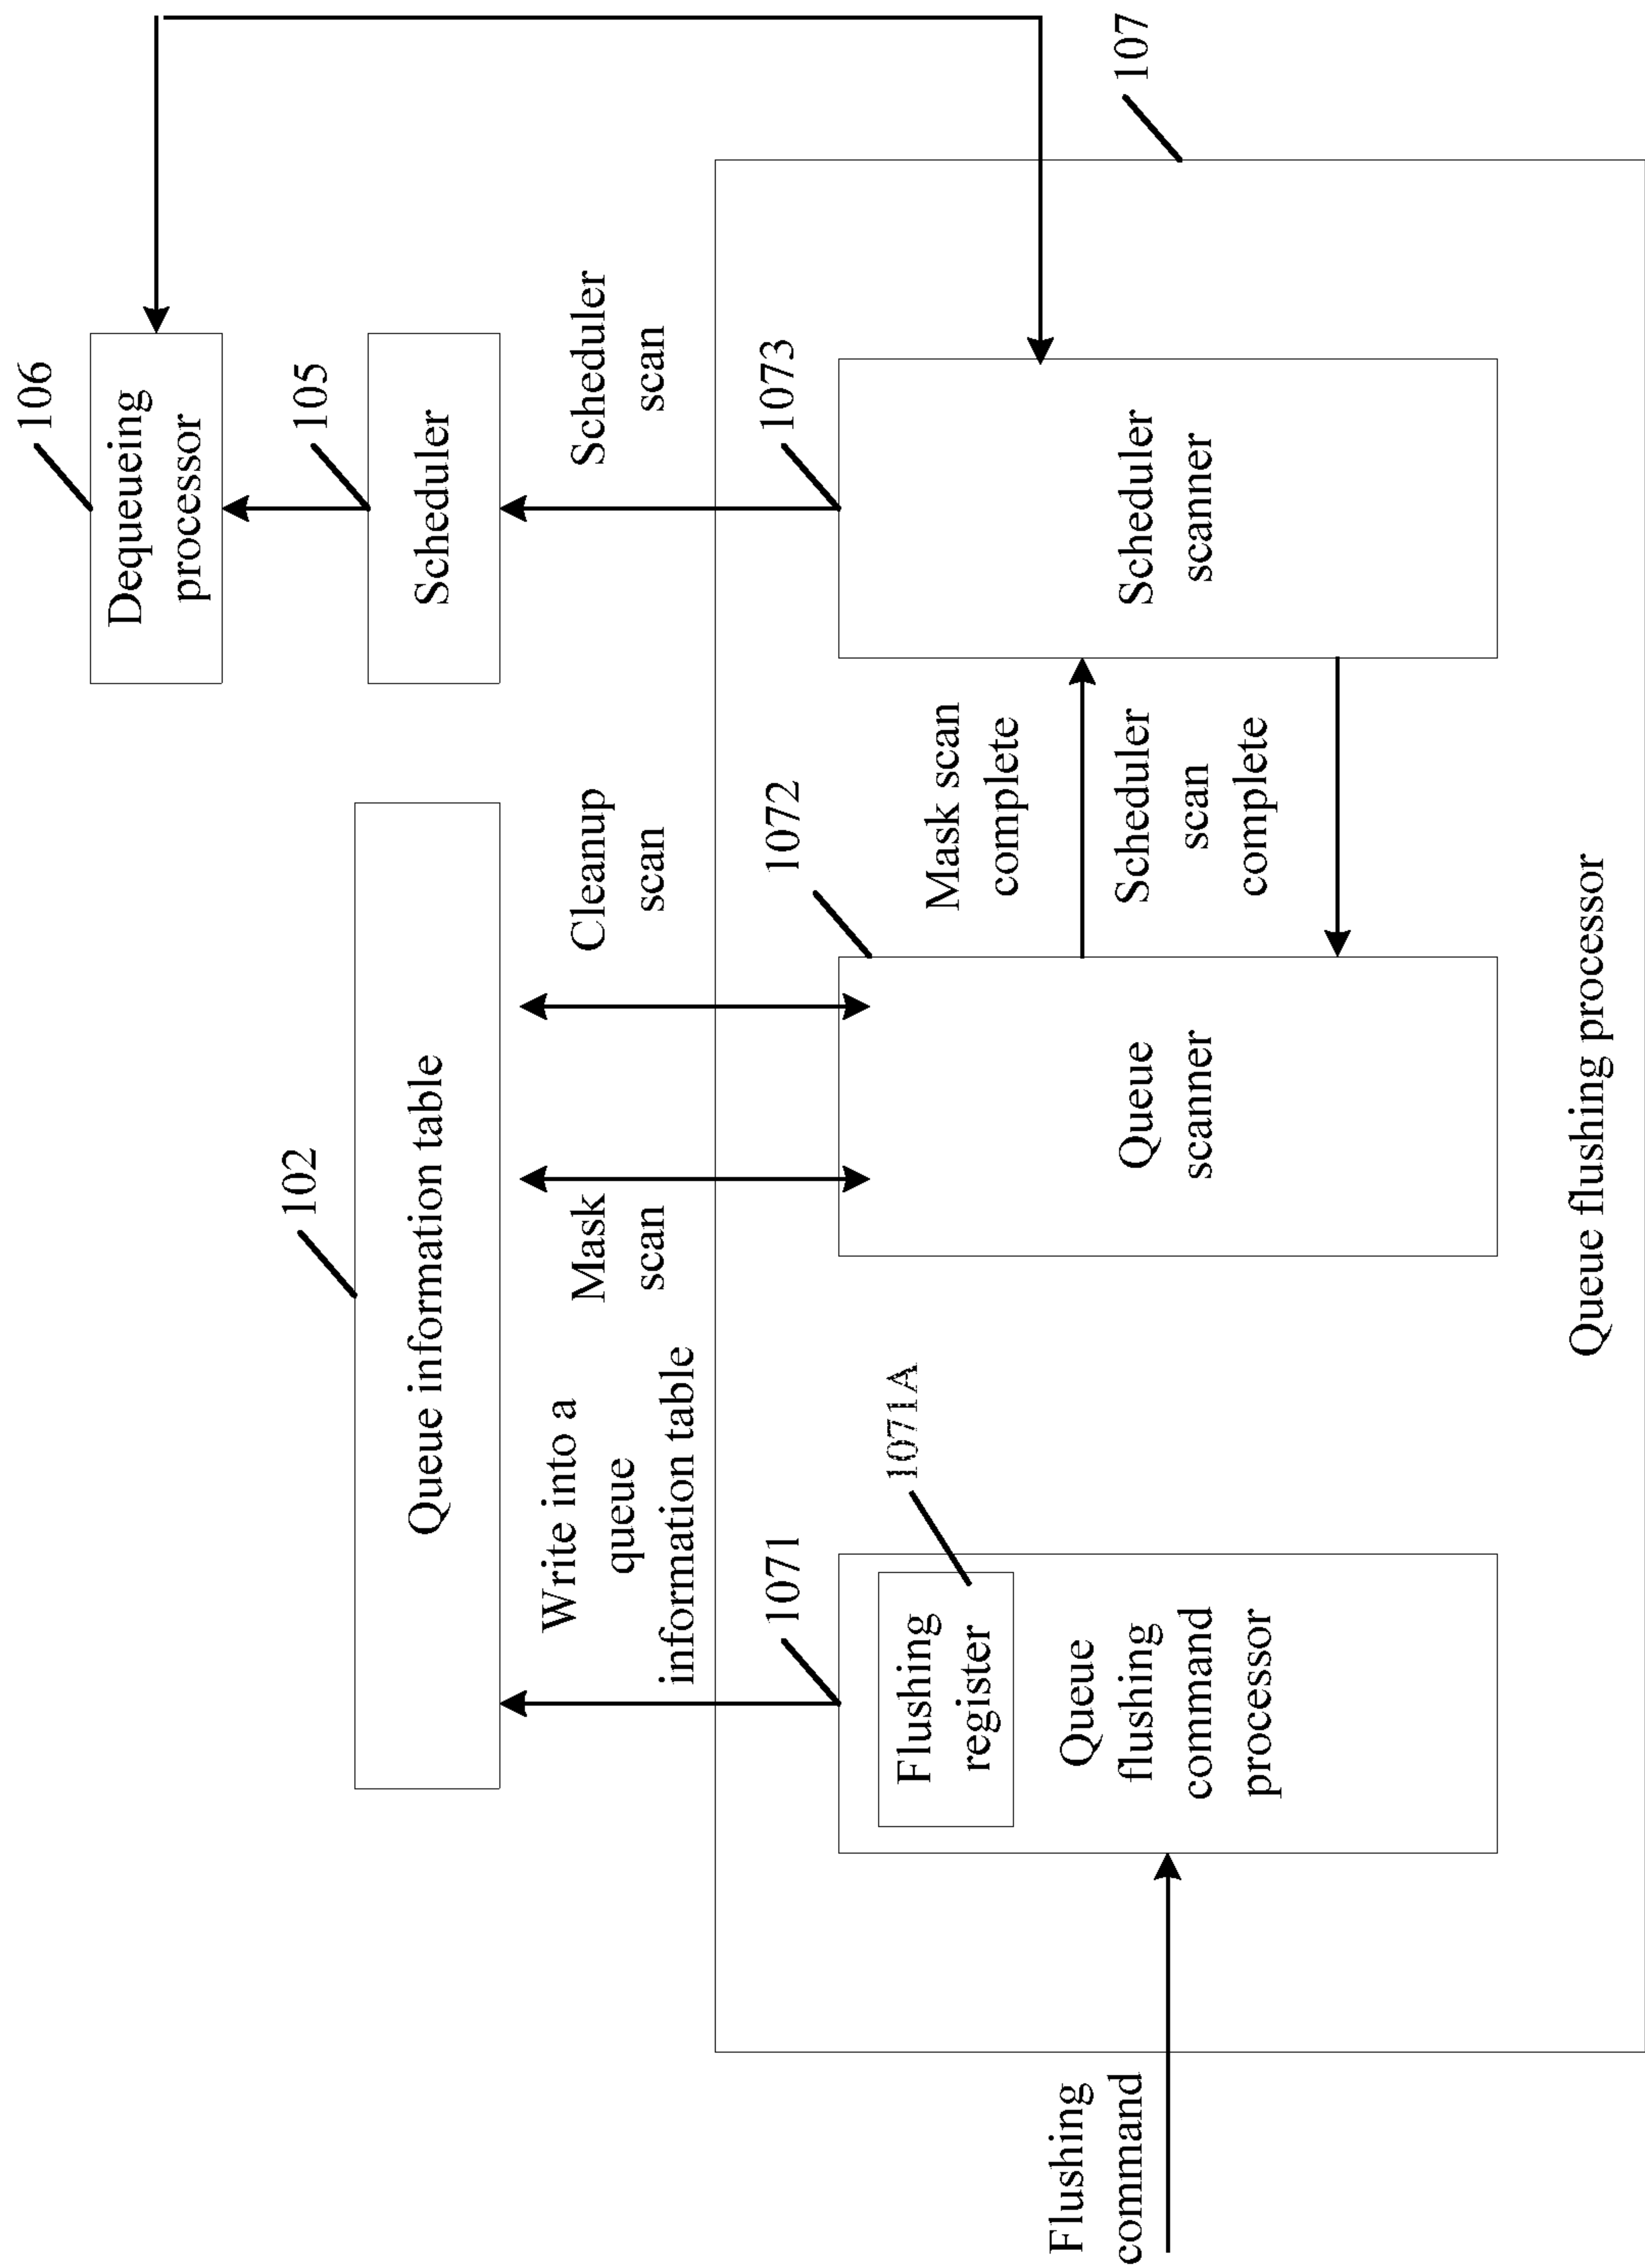 106
Dequeueing
processor
105
Scheduler
102
Queue information table
Write into a
queue
information table
Mask
scan
Cleanup
scan
Scheduler
scan
107
1071
1071A
Flushing
register
Queue
flushing
command
processor
1072
Queue
scanner
Mask scan
complete
Scheduler
scan
complete
1073
Scheduler
scanner
Flushing
command
Queue flushing processor